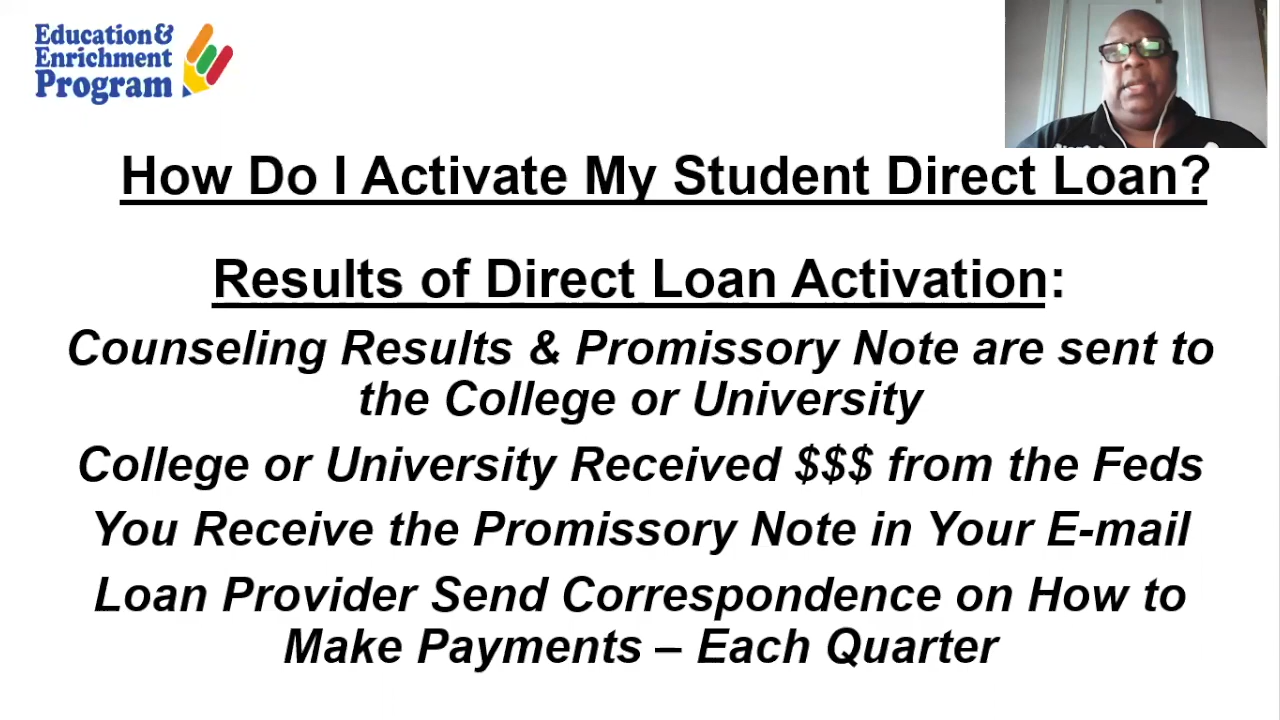 Education&
Enrichment
Program
How Do I Activate My Student Direct Loan?
Results of Direct Loan Activation:
Counseling Results & Promissory Note are sent to
the College or University
College or University Received $$$ from the Feds
You Receive the Promissory Note in Your E-mail
Loan Provider Send Correspondence on How to
Make Payments – Each Quarter